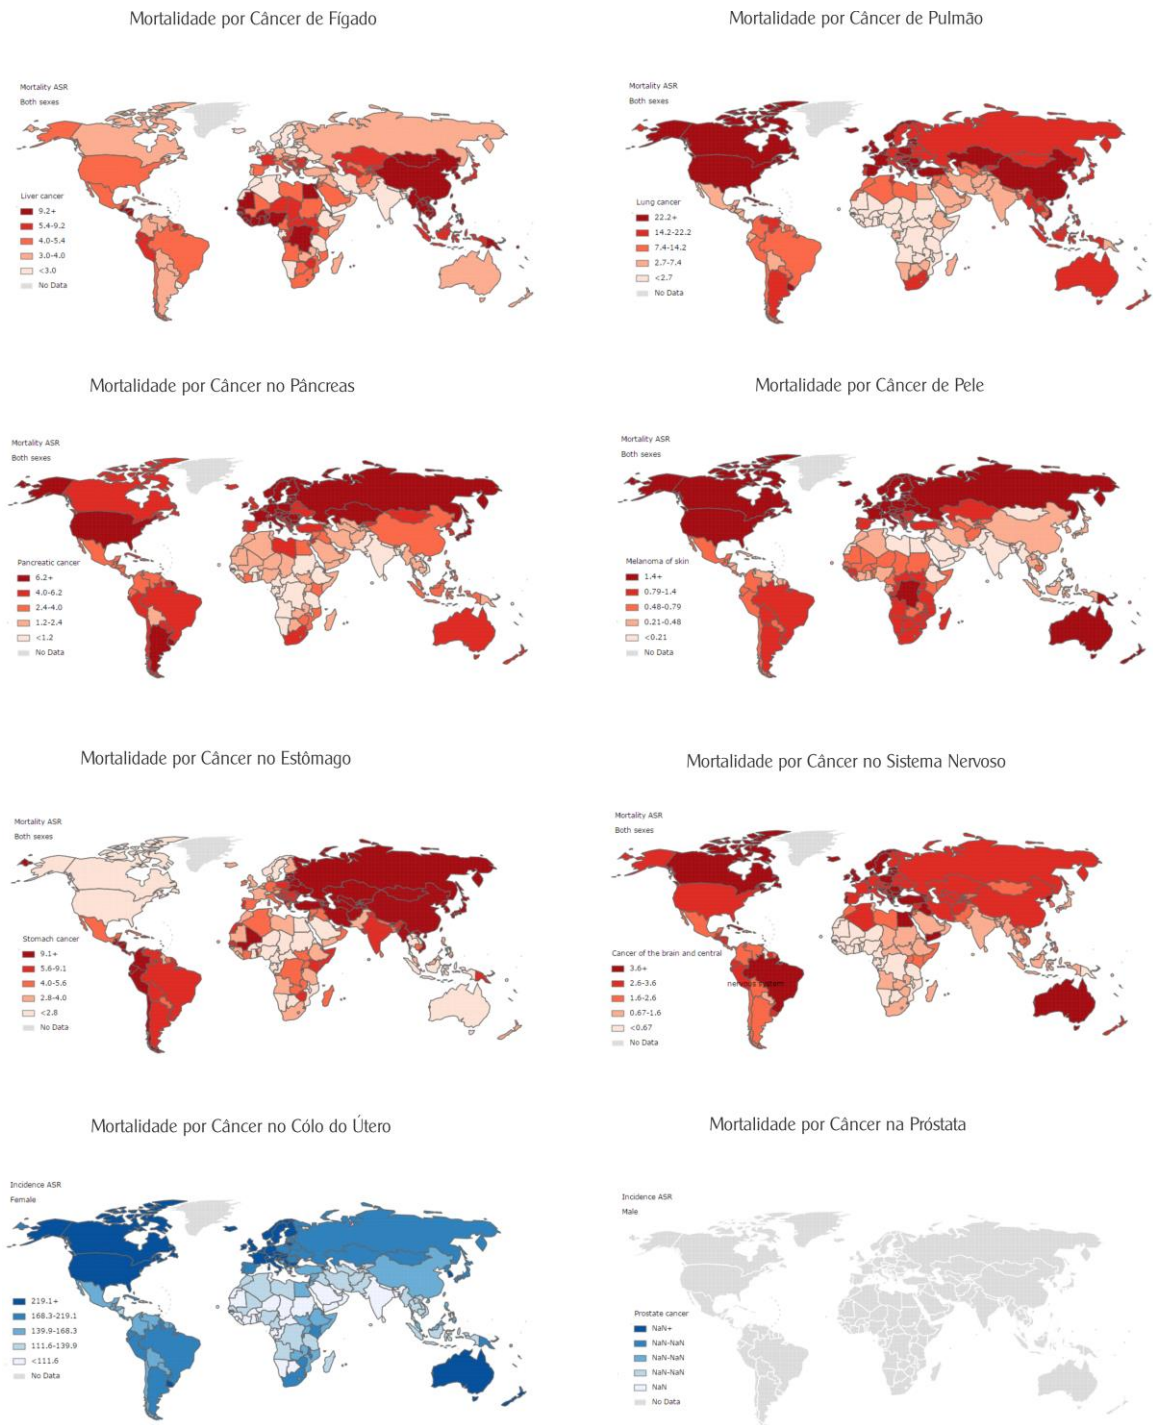 Mortalidade por Câncer de Fígado
Mortality ASR
Both sexes
Liver cancer
9.2+
5.4-9.2
4.0-5.4
3.0-4.0
<3.0
No Data
Mortalidade por Câncer de Pulmão
Mortality ASR
Both sexes
Lung cancer
22.2+
14.2-22.2
7.4-14.2
2.7-7.4
<2.7
No Data
Mortalidade por Câncer no Pâncreas
Mortality ASR
Both sexes
Pancreatic cancer
6.2+
4.0-6.2
2.4-4.0
1.2-2.4
<1.2
No Data
Mortalidade por Câncer de Pele
Mortality ASR
Both sexes
Melanoma of skin
1.4+
0.79-1.4
0.48-0.79
0.21-0.48
<0.21
No Data
Mortalidade por Câncer no Estômago
Mortality ASR
Both sexes
Stomach cancer
9.1+
5.6-9.1
4.0-5.6
2.8-4.0
<2.8
No Data
Mortalidade por Câncer no Sistema Nervoso
Mortality ASR
Both sexes
Cancer of the brain and central
nervous system
3.6+
2.6-3.6
1.6-2.6
0.67-1.6
<0.67
No Data
Mortalidade por Câncer no Cólo do Útero
Incidence ASR
Female
219.1+
168.3-219.1
139.9-168.3
111.6-139.9
<111.6
No Data
Mortalidade por Câncer na Próstata
Incidence ASR
Male
Prostate cancer
NaN+
NaN-NaN
NaN-NaN
NaN-NaN
NaN
No Data